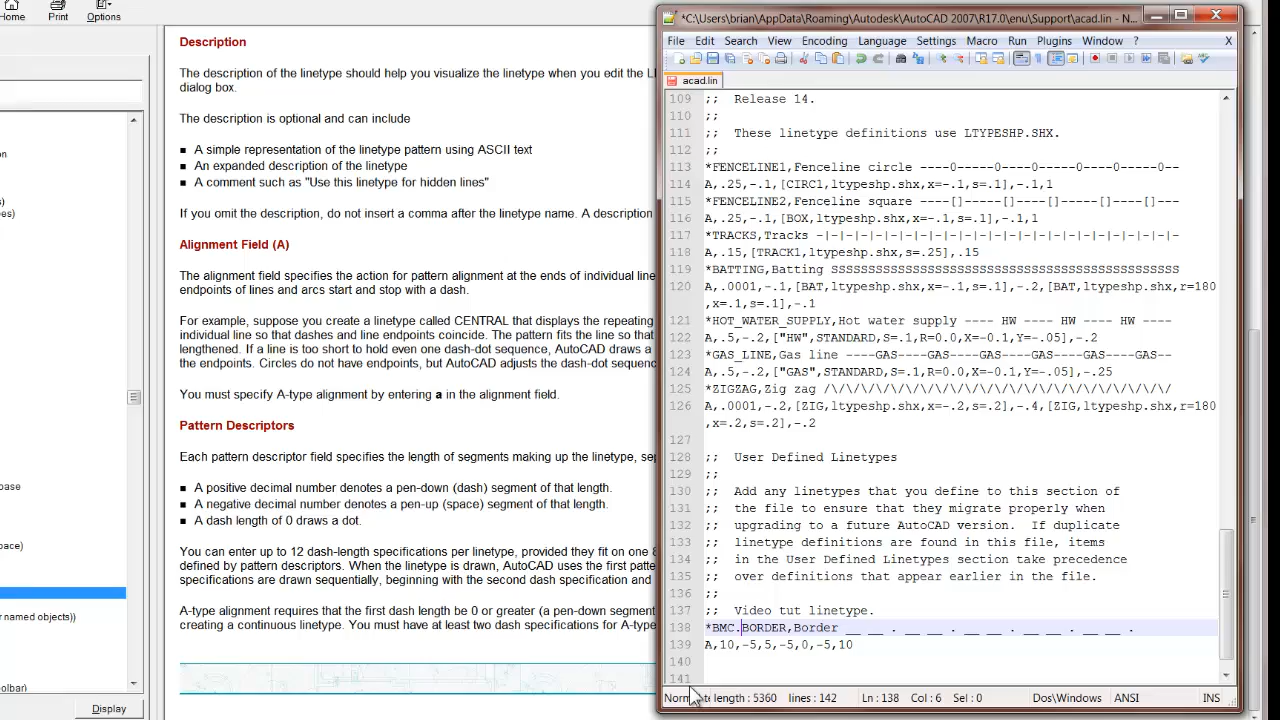 Home Print Options
n
s)
ees)
pase
pace)
or named objects))
olbar)
Display
Description
The description of the linetype should help you visualize the linetype when you edit the L
dialog box.
The description is optional and can include
■ A simple representation of the linetype pattern using ASCII text
■ An expanded description of the linetype
■ A comment such as "Use this linetype for hidden lines"
If you omit the description, do not insert a comma after the linetype name. A description
Alignment Field (A)
The alignment field specifies the action for pattern alignment at the ends of individual line
endpoints of lines and arcs start and stop with a dash.
For example, suppose you create a linetype called CENTRAL that displays the repeating
individual line so that dashes and line endpoints coincide. The pattern fits the line so that
lengthened. If a line is too short to hold even one dash-dot sequence, AutoCAD draws a
the endpoints. Circles do not have endpoints, but AutoCAD adjusts the dash-dot sequenc
You must specify A-type alignment by entering a in the alignment field.
Pattern Descriptors
Each pattern descriptor field specifies the length of segments making up the linetype, se
■ A positive decimal number denotes a pen-down (dash) segment of that length.
■ A negative decimal number denotes a pen-up (space) segment of that length.
■ A dash length of 0 draws a dot.
You can enter up to 12 dash-length specifications per linetype, provided they fit on one 8
defined by pattern descriptors. When the linetype is drawn, AutoCAD uses the first patte
specifications are drawn sequentially, beginning with the second dash specification and
A-type alignment requires that the first dash length be 0 or greater (a pen-down segment
creating a continuous linetype. You must have at least two dash specifications for A-type
*C:\Users\brian\AppData\Roaming\Autodesk\AutoCAD 2007\R17.0\enu\Support\acad.lin - N...
File Edit Search View Encoding Language Settings Macro Run Plugins Window ? X
acad.lin
109 ;; Release 14.
110 ;;
111 ;; These linetype definitions use LTYPESHP.SHX.
112 ;;
113 *FENCELINE1,Fenceline circle ----0-----0----0-----0----0-----0--
114 A,.25,-.1,[CIRC1,ltypeshp.shx,x=-.1,s=.1],-.1,1
115 *FENCELINE2,Fenceline square ----[]-----[]----[]-----[]----[]---
116 A,.25,-.1,[BOX,ltypeshp.shx,x=-.1,s=.1],-.1,1
117 *TRACKS,Tracks -|-|-|-|-|-|-|-|-|-|-|-|-|-|-|-|-|-|-|-|-|-|-|-|-
118 A,.15,[TRACK1,ltypeshp.shx,s=.25],.15
119 *BATTING,Batting SSSSSSSSSSSSSSSSSSSSSSSSSSSSSSSSSSSSSSSSSSSSSSS
120 A,.0001,-.1,[BAT,ltypeshp.shx,x=-.1,s=.1],-.2,[BAT,ltypeshp.shx,r=180
,x=.1,s=.1],-.1
121 *HOT_WATER_SUPPLY,Hot water supply ---- HW ---- HW ---- HW ----
122 A,.5,-.2,["HW",STANDARD,S=.1,R=0.0,X=-0.1,Y=-.05],-.2
123 *GAS_LINE,Gas line ----GAS----GAS----GAS----GAS----GAS----GAS--
124 A,.5,-.2,["GAS",STANDARD,S=.1,R=0.0,X=-0.1,Y=-.05],-.25
125 *ZIGZAG,Zig zag /\/\/\/\/\/\/\/\/\/\/\/\/\/\/\/\/\/\/\/\/\/\/\/\/
126 A,.0001,-.2,[ZIG,ltypeshp.shx,x=-.2,s=.2],-.4,[ZIG,ltypeshp.shx,r=180
,x=.2,s=.2],-.2
127
128 ;; User Defined Linetypes
129 ;;
130 ;; Add any linetypes that you define to this section of
131 ;; the file to ensure that they migrate properly when
132 ;; upgrading to a future AutoCAD version. If duplicate
133 ;; linetype definitions are found in this file, items
134 ;; in the User Defined Linetypes section take precedence
135 ;; over definitions that appear earlier in the file.
136 ;;
137 ;; Video tut linetype.
138 *BMC.BORDER,Border __ __ . __ __ . __ __ . __ __ . __ __ .
139 A,10,-5,5,-5,0,-5,10
140
141
Norm length : 5360 lines : 142 Ln : 138 Col : 6 Sel : 0 Dos\Windows ANSI INS